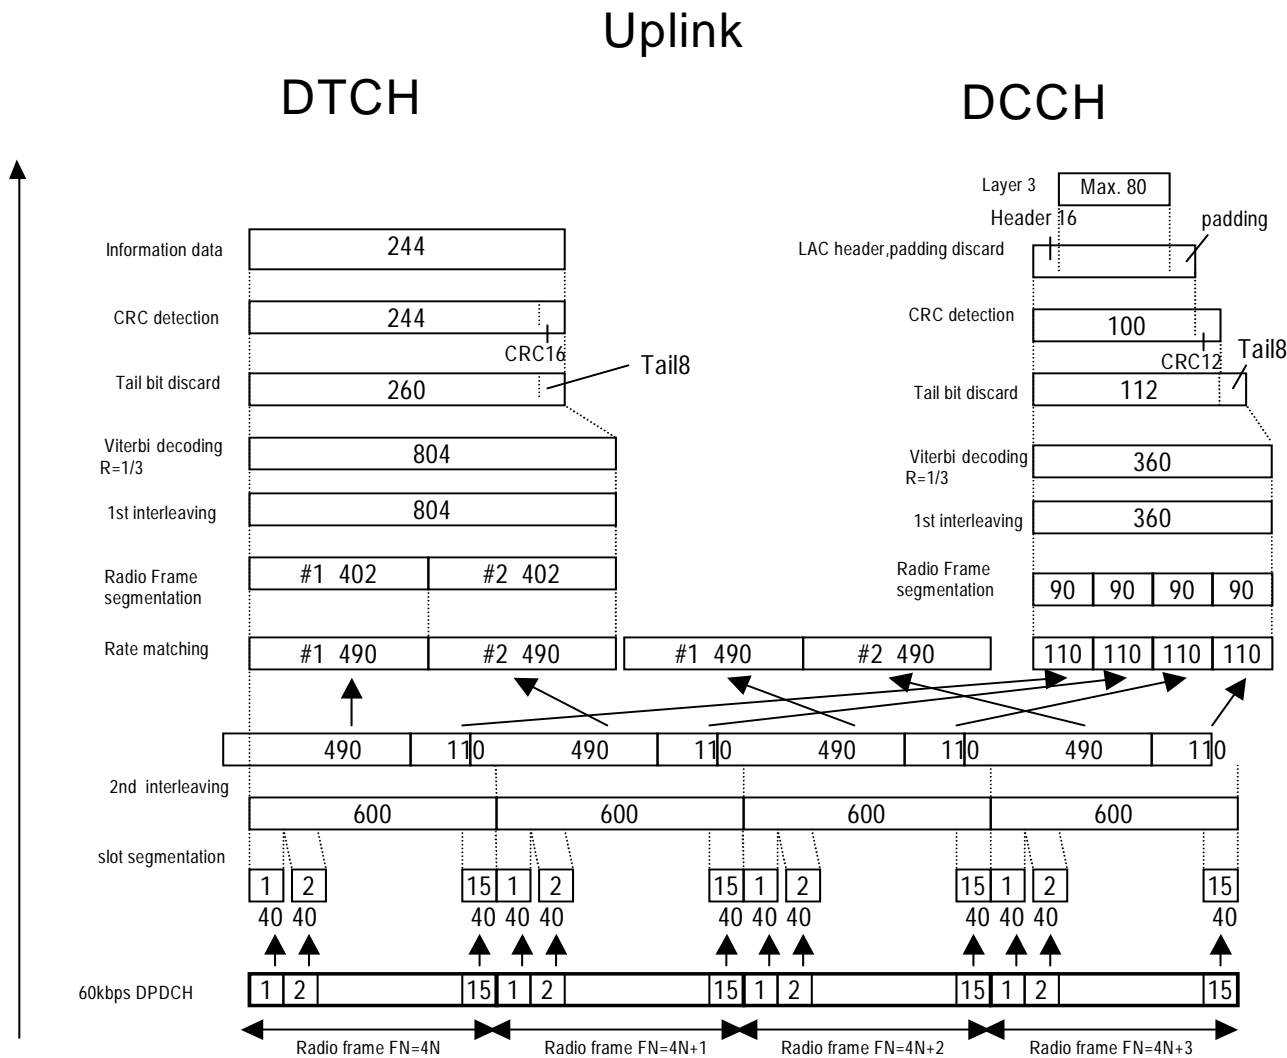 Uplink
DTCH
DCCH
Layer 3
Max. 80
Header 16
padding
Information data
244
LAC header,padding discard
CRC detection
244
CRC16
CRC detection
100
CRC12
Tail8
Tail bit discard
260
Tail8
Tail bit discard
112
Viterbi decoding
R=1/3
804
Viterbi decoding
R=1/3
360
1st interleaving
804
1st interleaving
360
Radio Frame
segmentation
#1 402
#2 402
Radio Frame
segmentation
90 90 90 90
Rate matching
#1 490
#2 490
#1 490
#2 490
110 110 110 110
490 110 490 110 490 110 490 110
2nd interleaving
600 600 600 600
slot segmentation
1 2 15 1 2 15 1 2 15 1 2 15
40 40 40 40 40 40 40 40 40 40 40 40
60kbps DPDCH
1 2 15 1 2 15 1 2 15 1 2 15
Radio frame FN=4N
Radio frame FN=4N+1
Radio frame FN=4N+2
Radio frame FN=4N+3